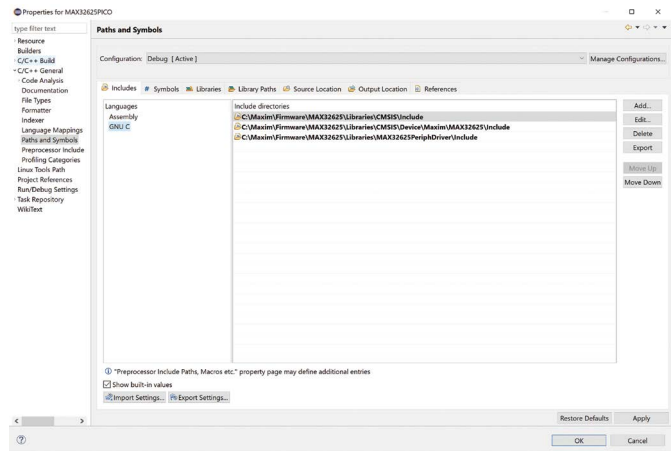 Properties for MAX32625PICO
type filter text
Resource
Builders
C/C++ Build
C/C++ General
Code Analysis
Documentation
File Types
Formatter
Indexer
Language Mappings
Paths and Symbols
Preprocessor Include
Profiling Categories
Linux Tools Path
Project References
Run/Debug Settings
Task Repository
WikiText
Paths and Symbols
Configuration: Debug [ Active ]
Manage Configurations...
Includes # Symbols Libraries Library Paths Source Location Output Location References
Languages
Assembly
GNU C
Include directories
C:\Maxim\Firmware\MAX32625\Libraries\CMSIS\Include
C:\Maxim\Firmware\MAX32625\Libraries\CMSIS\Device\Maxim\MAX32625\Include
C:\Maxim\Firmware\MAX32625\Libraries\MAX32625PeriphDriver\Include
Add...
Edit...
Delete
Export
Move Up
Move Down
"Preprocessor Include Paths, Macros etc." property page may define additional entries
Show built-in values
Import Settings... Export Settings...
Restore Defaults Apply
OK Cancel